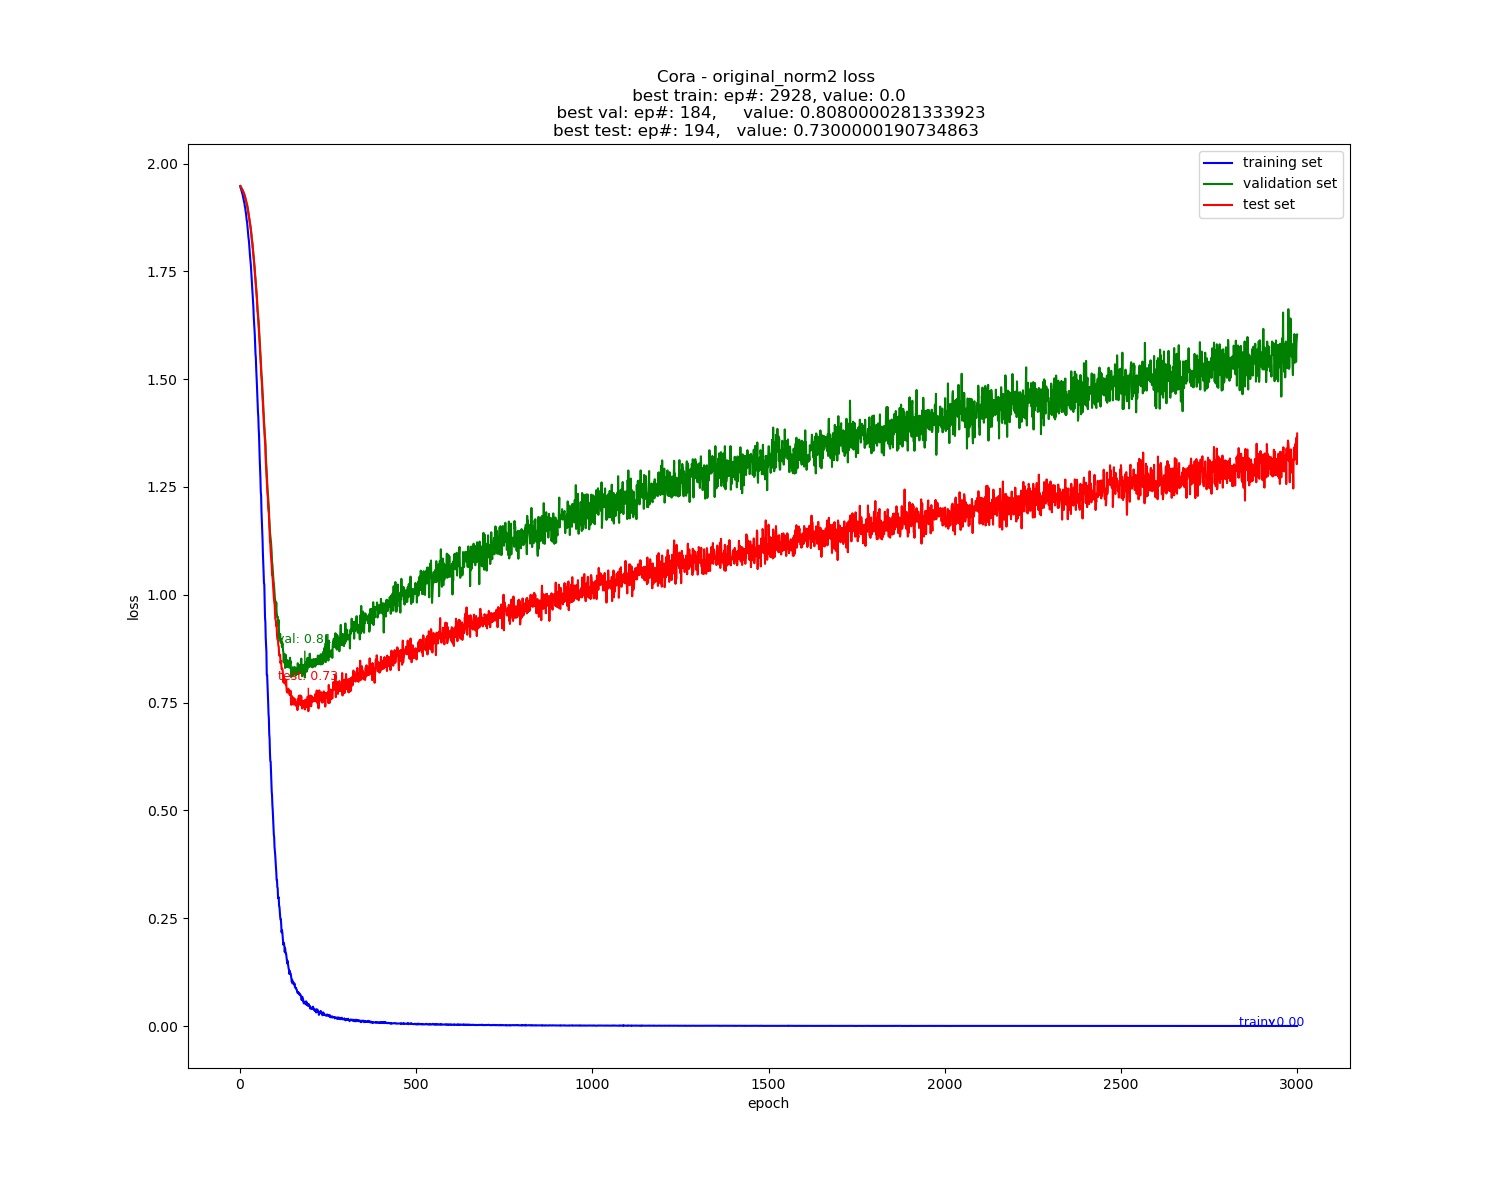 Cora - original_norm2 loss
best train: ep#: 2928, value: 0.0
best val: ep#: 184, value: 0.8080000281333923
best test: ep#: 194, value: 0.7300000190734863
training set
validation set
test set
2.00
1.75
1.50
1.25
1.00
0.75
0.50
0.25
0.00
loss
val: 0.81
test: 0.73
train: 0.00
0
500
1000
1500
2000
2500
3000
epoch